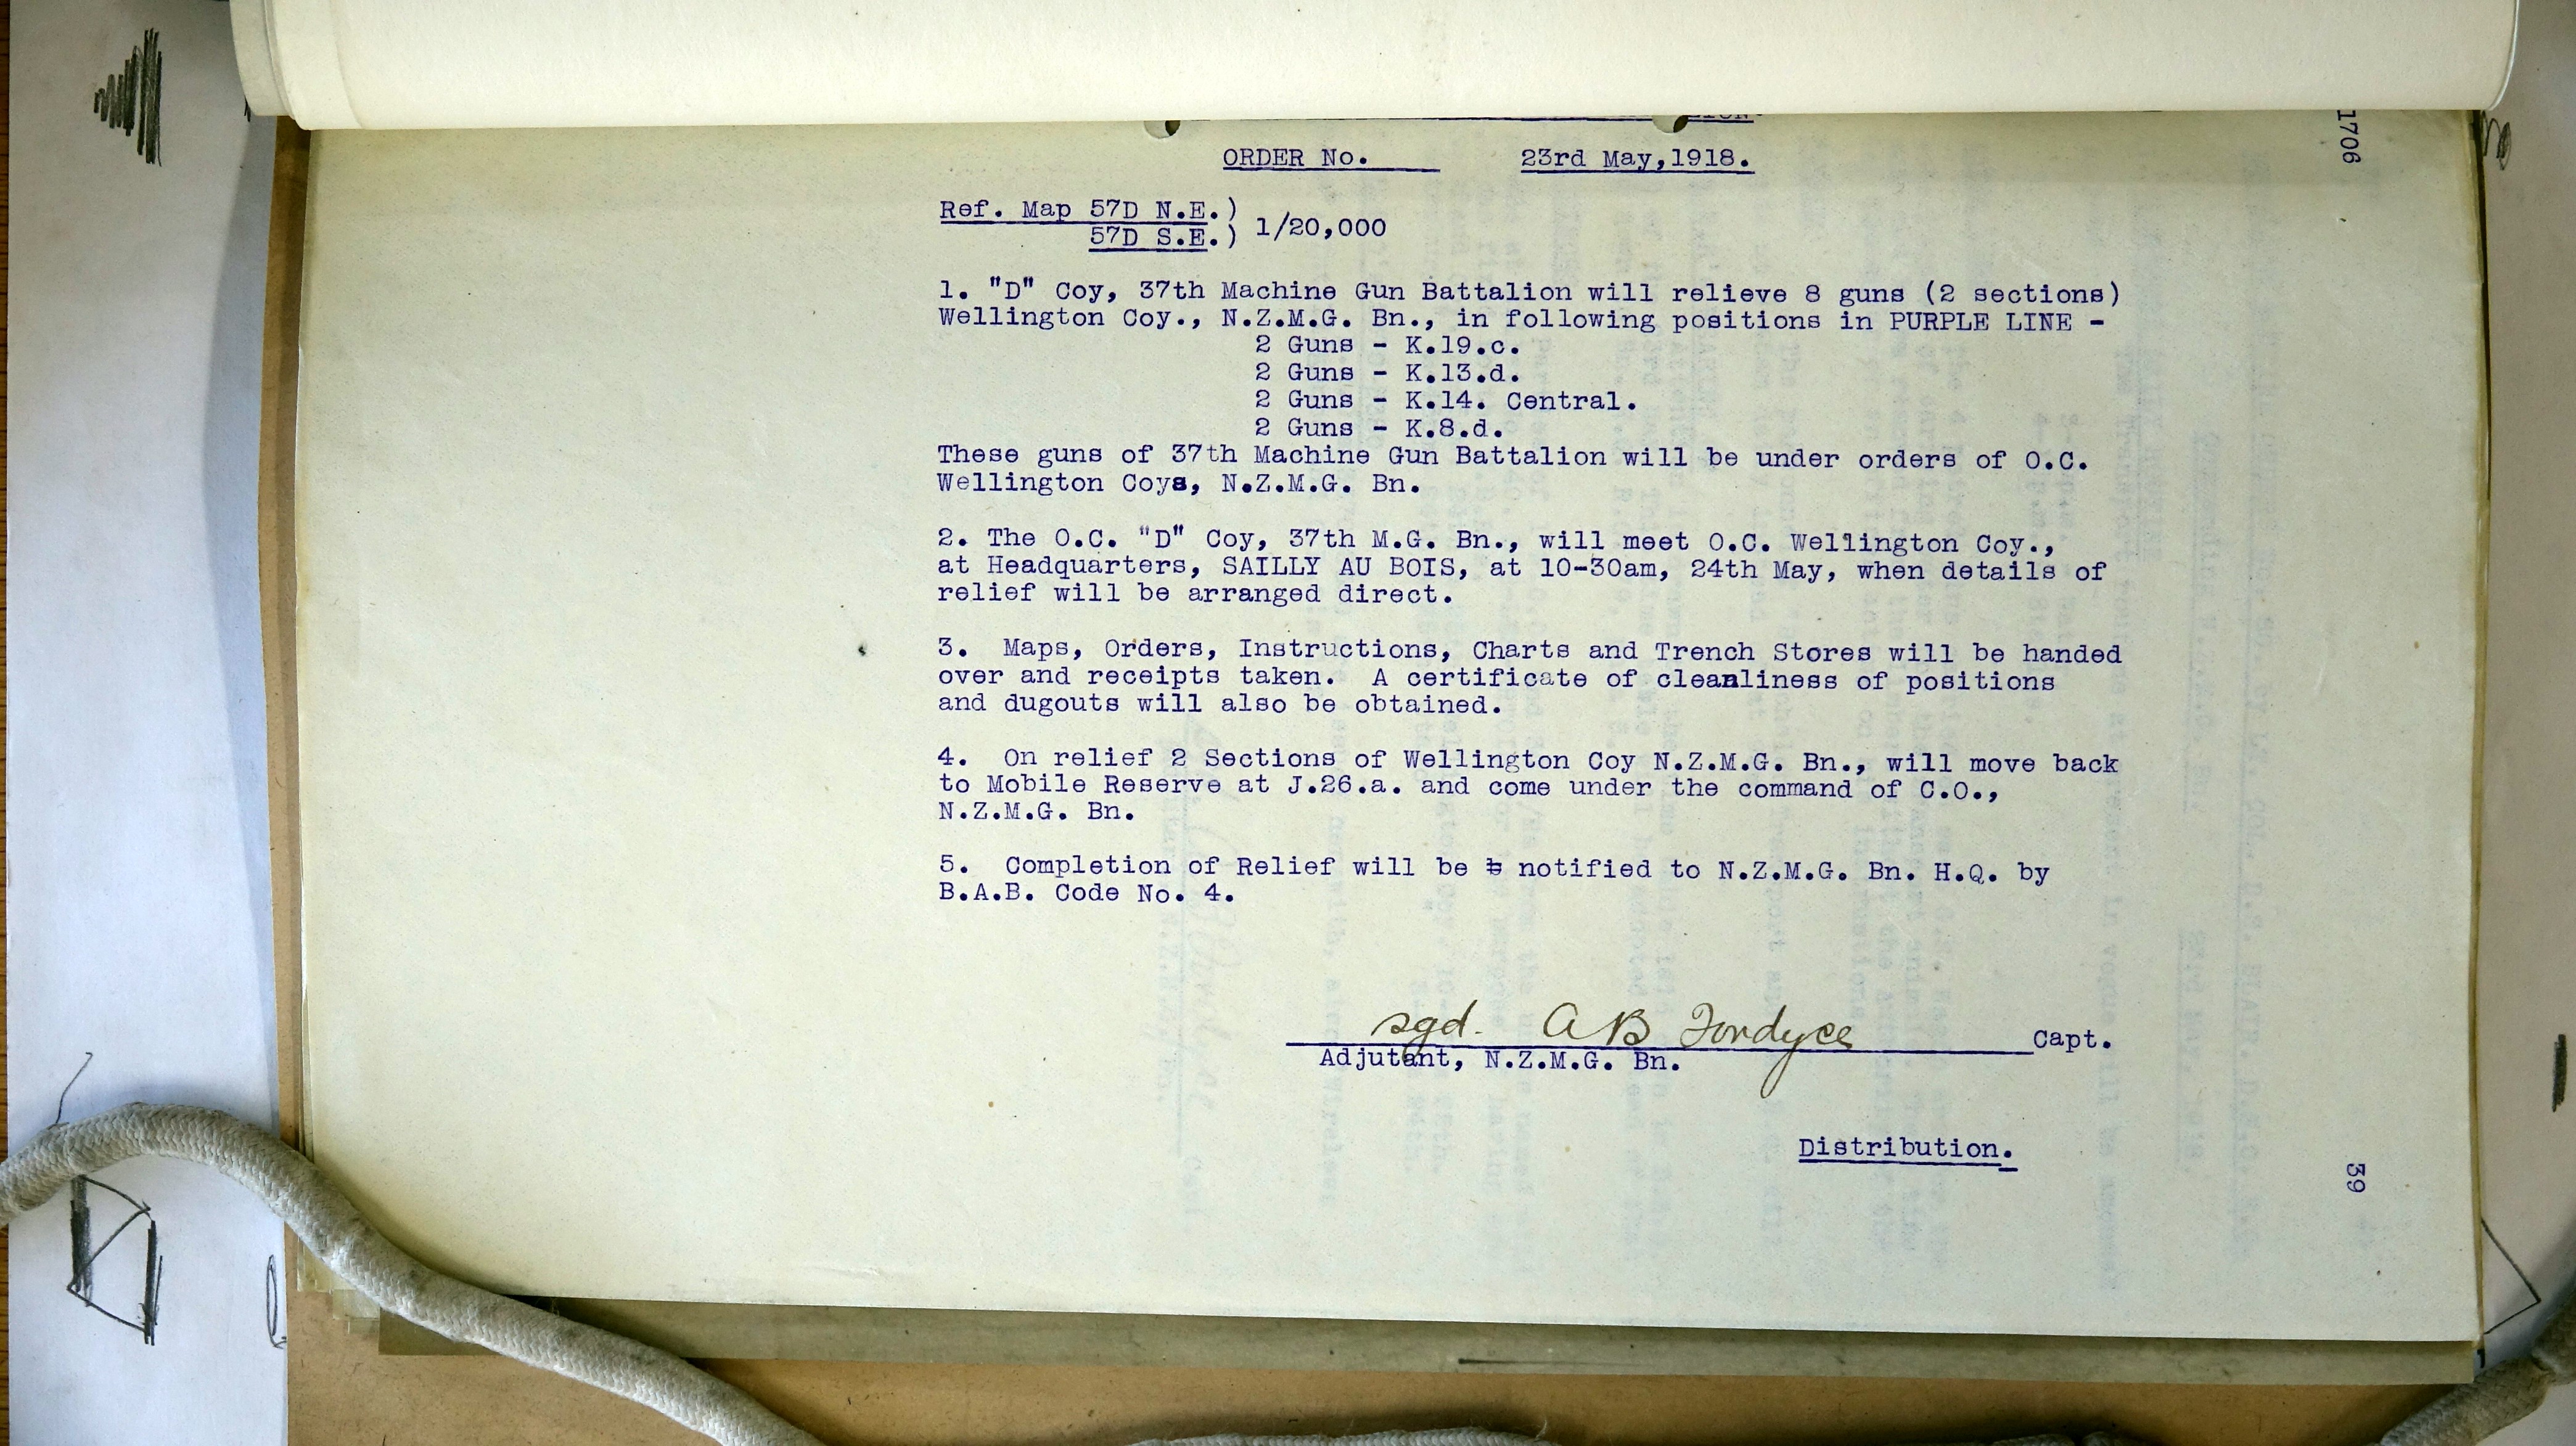 ORDER No. 23rd May,1918.
1706
Ref. Map 57D N.E.)
57D S.E.) 1/20,000
1. "D" Coy, 37th Machine Gun Battalion will relieve 8 guns (2 sections)
Wellington Coy., N.Z.M.G. Bn., in following positions in PURPLE LINE -
2 Guns - K.19.c.
2 Guns - K.13.d.
2 Guns - K.14. Central.
2 Guns - K.8.d.
These guns of 37th Machine Gun Battalion will be under orders of O.C.
Wellington Coys, N.Z.M.G. Bn.
2. The O.C. "D" Coy, 37th M.G. Bn., will meet O.C. Wellington Coy.,
at Headquarters, SAILLY AU BOIS, at 10-30am, 24th May, when details of
relief will be arranged direct.
3. Maps, Orders, Instructions, Charts and Trench Stores will be handed
over and receipts taken. A certificate of cleanliness of positions
and dugouts will also be obtained.
4. On relief 2 Sections of Wellington Coy N.Z.M.G. Bn., will move back
to Mobile Reserve at J.26.a. and come under the command of C.O.,
N.Z.M.G. Bn.
5. Completion of Relief will be notified to N.Z.M.G. Bn. H.Q. by
B.A.B. Code No. 4.
sgd. A B Fordyce Capt.
Adjutant, N.Z.M.G. Bn.
Distribution.
39